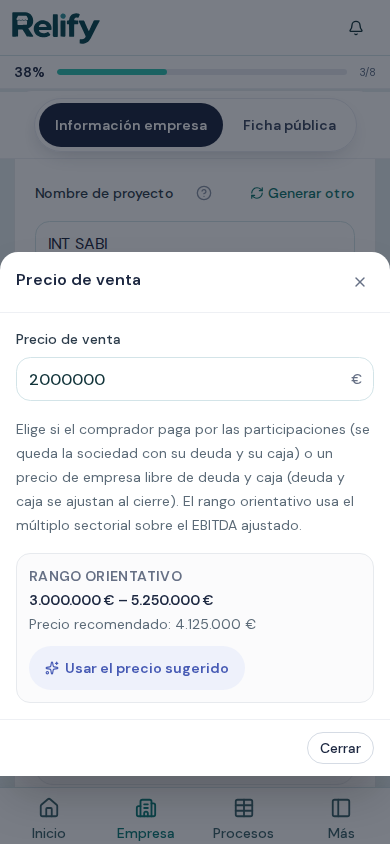 Relify
38%
3/8
Información empresa
Ficha pública
Nombre de proyecto
Generar otro
INT SABI
Precio de venta
Precio de venta
2000000
€
Elige si el comprador paga por las participaciones (se
queda la sociedad con su deuda y su caja) o un
precio de empresa libre de deuda y caja (deuda y
caja se ajustan al cierre). El rango orientativo usa el
múltiplo sectorial sobre el EBITDA ajustado.
RANGO ORIENTATIVO
3.000.000 € – 5.250.000 €
Precio recomendado: 4.125.000 €
Usar el precio sugerido
Cerrar
Inicio
Empresa
Procesos
Más